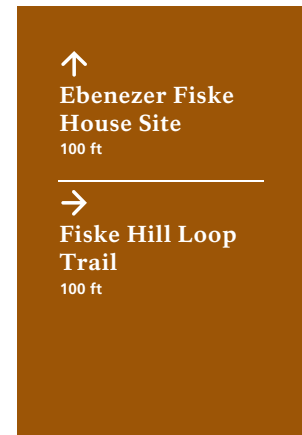 ↑
Ebenezer Fiske
House Site
100 ft
→
Fiske Hill Loop
Trail
100 ft